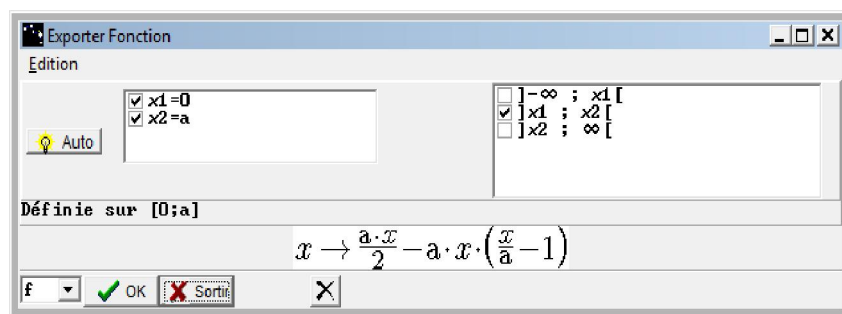 Exporter Fonction
Edition
Auto
x1=0
x2=a
]-∞ ; x1[
]x1 ; x2[
]x2 ; ∞[
Définie sur [0;a]
x → a·x/2 − a·x·(x/a − 1)
f OK Sortir